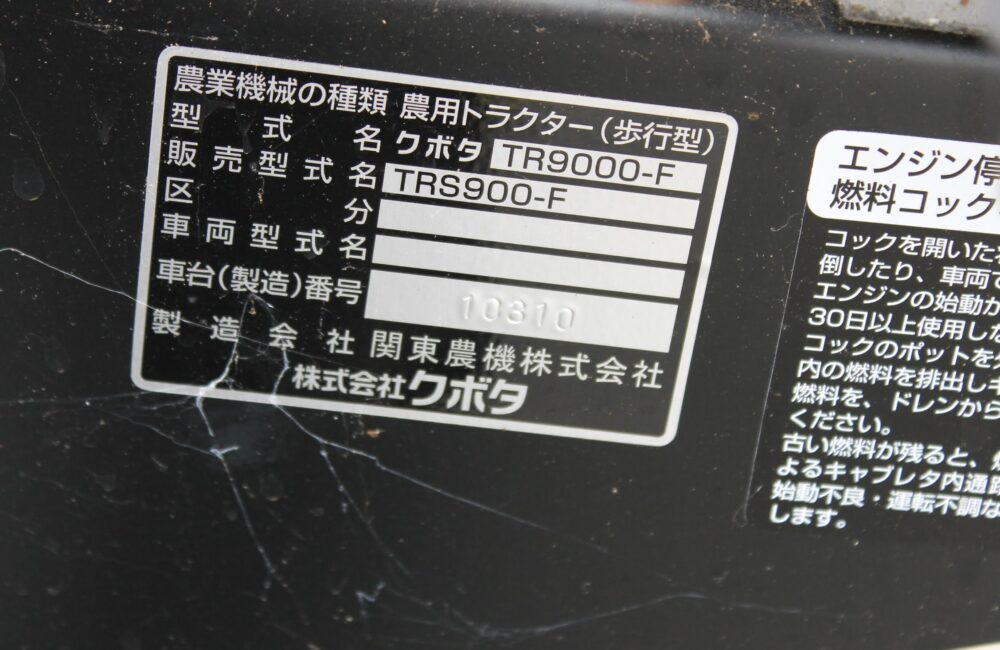 農業機械の種類 農用トラクター(歩行型)
型式名 クボタ TR9000-F
販売型式名 TRS900-F
区分
車両型式名
車台(製造)番号 10310
製造会社 関東農機株式会社
株式会社クボタ
エンジン停
燃料コック
コックを開いた
倒したり、車両で
エンジンの始動が
30日以上使用した
コックのポットを
内の燃料を排出し
燃料を、ドレンから
ください。
古い燃料が残ると、
よるキャブレタ内通路
始動不良・運転不調な
します。